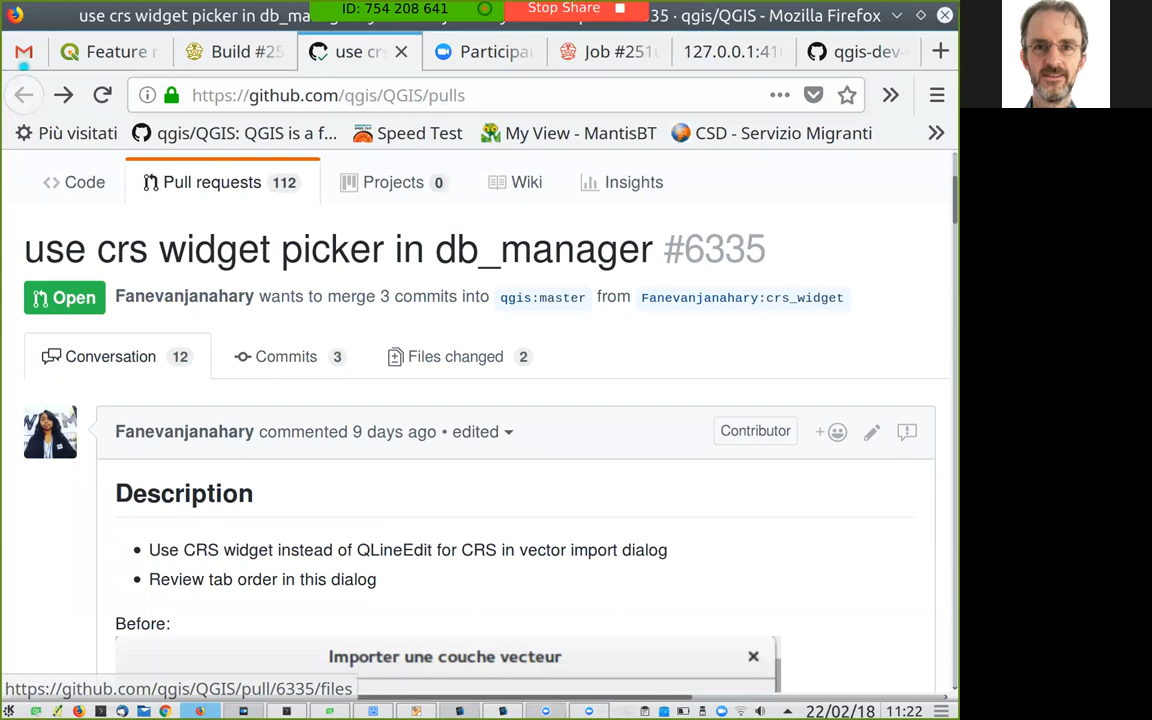 use crs widget picker in db_ma
ID: 754 208 641
Stop Share
35 · qgis/QGIS - Mozilla Firefox
Feature r
Build #25
use crs
Participa
Job #251
127.0.0.1:41
qgis-dev-
https://github.com/qgis/QGIS/pulls
Più visitati
qgis/QGIS: QGIS is a f...
Speed Test
My View - MantisBT
CSD - Servizio Migranti
Code
Pull requests 112
Projects 0
Wiki
Insights
use crs widget picker in db_manager #6335
Open
Fanevanjanahary wants to merge 3 commits into qgis:master from Fanevanjanahary:crs_widget
Conversation 12
Commits 3
Files changed 2
Fanevanjanahary commented 9 days ago • edited
Contributor
Description
• Use CRS widget instead of QLineEdit for CRS in vector import dialog
• Review tab order in this dialog
Before:
Importer une couche vecteur
https://github.com/qgis/QGIS/pull/6335/files
22/02/18
11:22